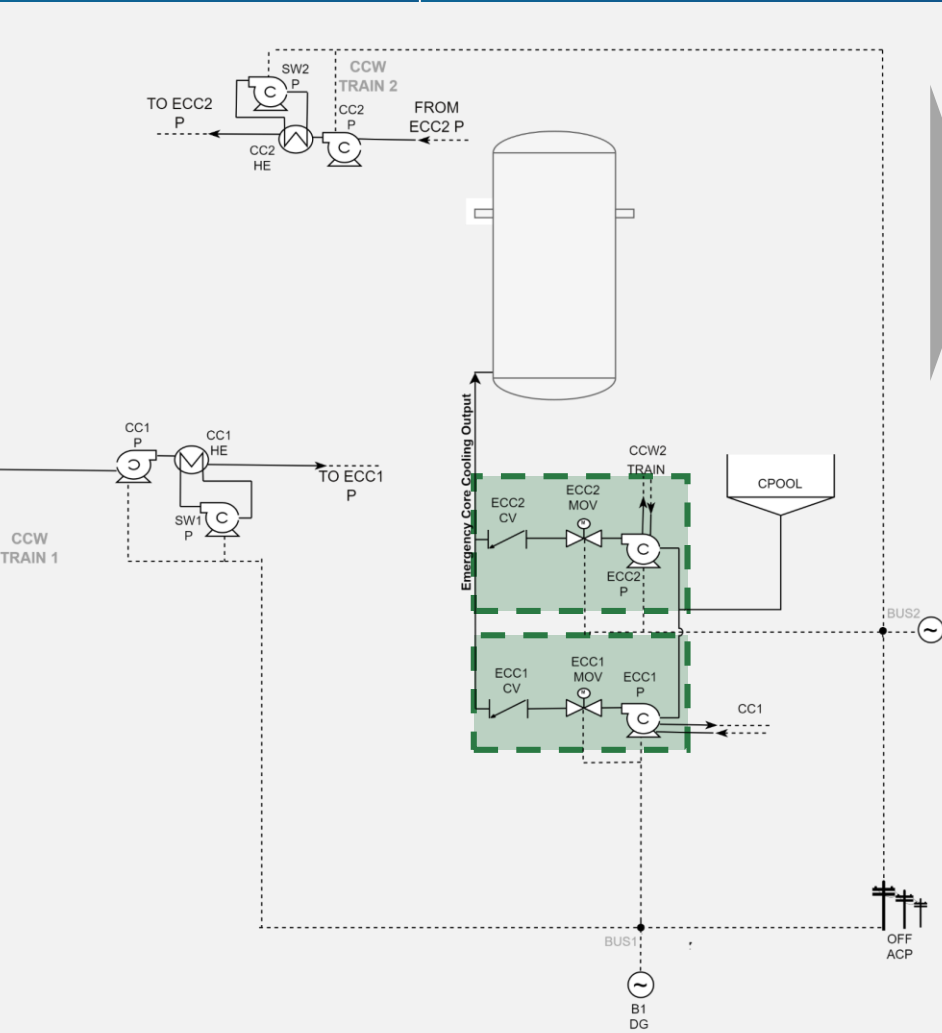 SW2
P
CCW
TRAIN 2
TO ECC2
P
CC2
P
FROM
ECC2 P
C
C
CC2
HE
Emergency Core Cooling Output
CC1
P
CC1
HE
C
TO ECC1
P
SW1
P
C
CCW
TRAIN 1
CCW2
TRAIN
CPOOL
ECC2
CV
ECC2
MOV
M
C
ECC2
P
BUS2
~
ECC1
CV
ECC1
MOV
M
ECC1
P
C
CC1
OFF
ACP
BUS1
~
B1
DG